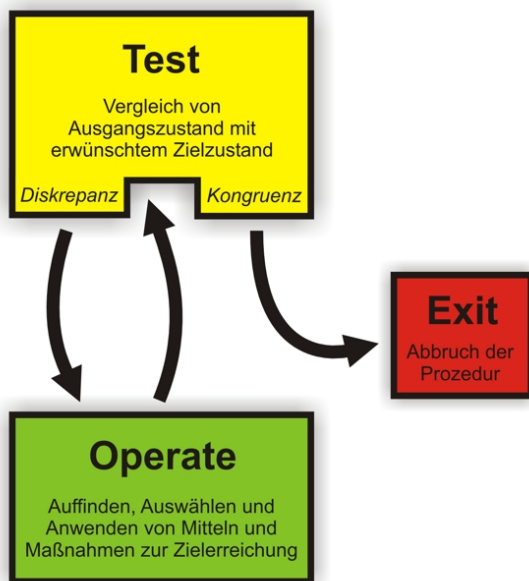 Test
Vergleich von
Ausgangszustand mit
erwünschtem Zielzustand
Diskrepanz
Kongruenz
Exit
Abbruch der
Prozedur
Operate
Auffinden, Auswählen und
Anwenden von Mitteln und
Maßnahmen zur Zielerreichung